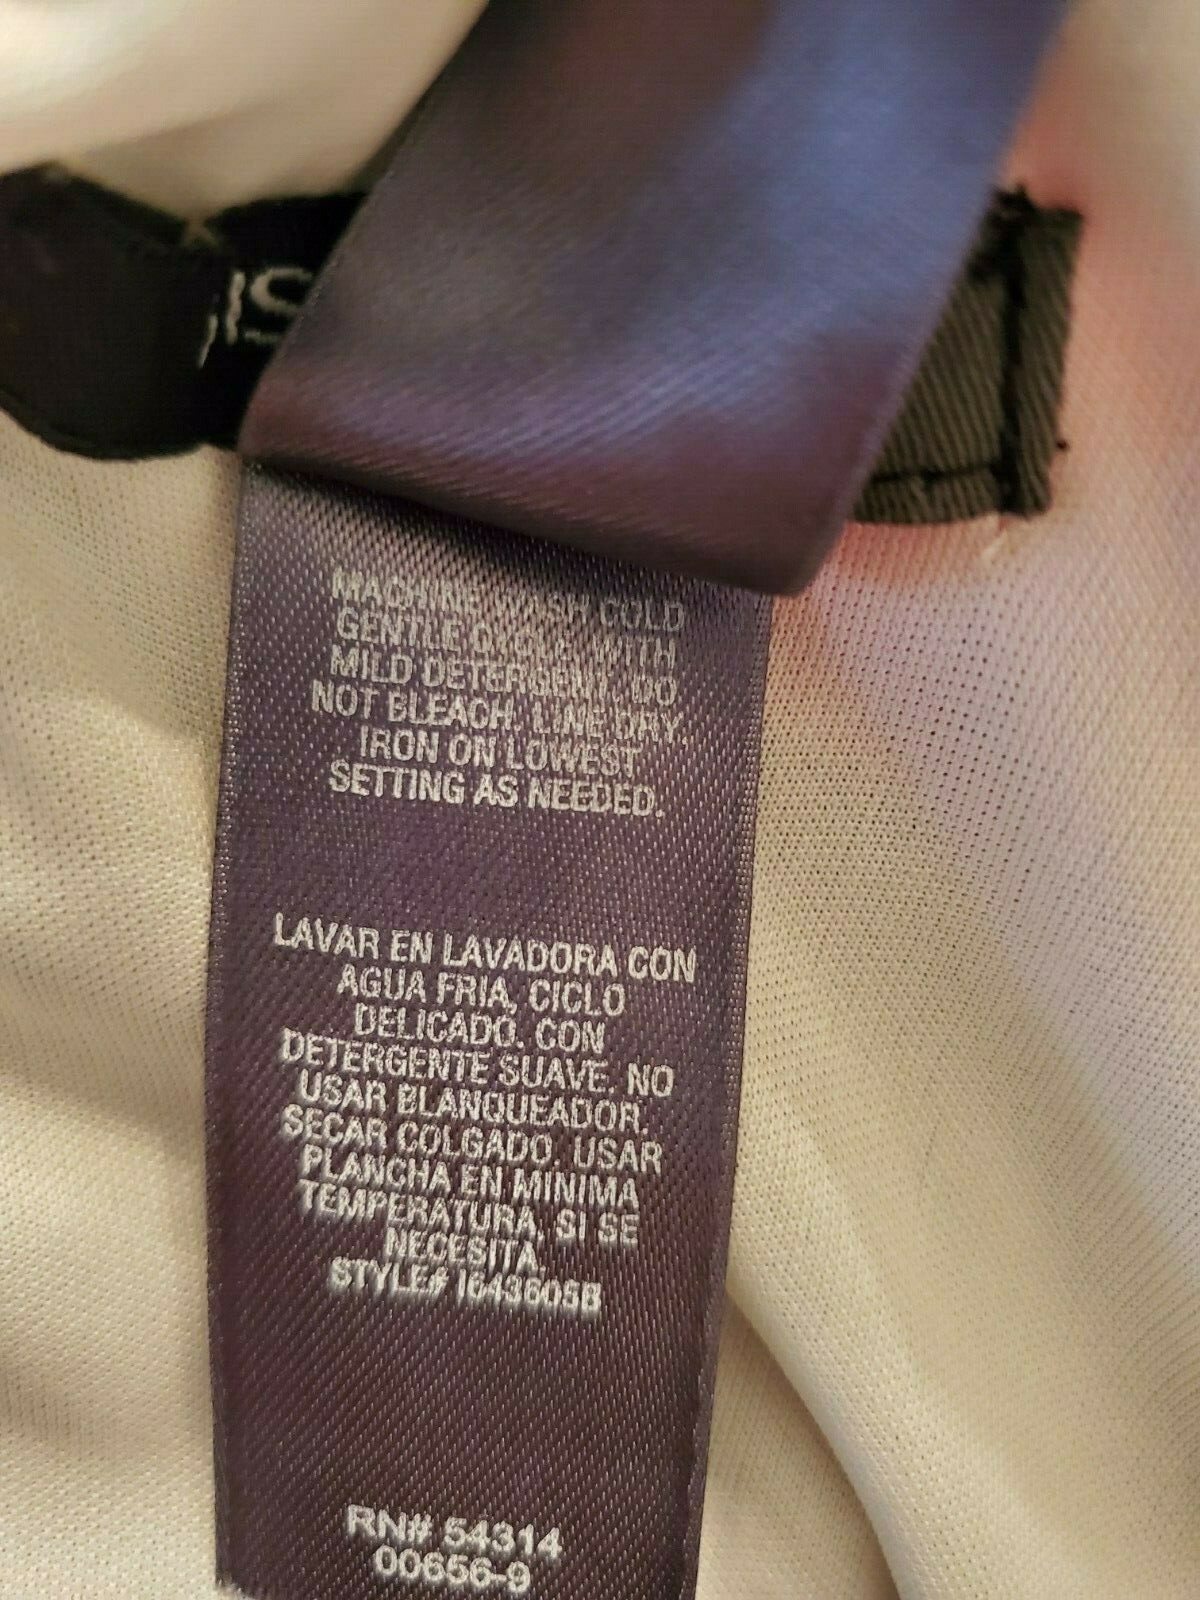 MACHINE WASH COLD
GENTLE CYCLE WITH
MILD DETERGENT. DO
NOT BLEACH. LINE DRY.
IRON ON LOWEST
SETTING AS NEEDED.
LAVAR EN LAVADORA CON
AGUA FRIA, CICLO
DELICADO. CON
DETERGENTE SUAVE. NO
USAR BLANQUEADOR.
SECAR COLGADO. USAR
PLANCHA EN MINIMA
TEMPERATURA, SI SE
NECESITA.
STYLE# I643605B
RN# 54314
00656-9